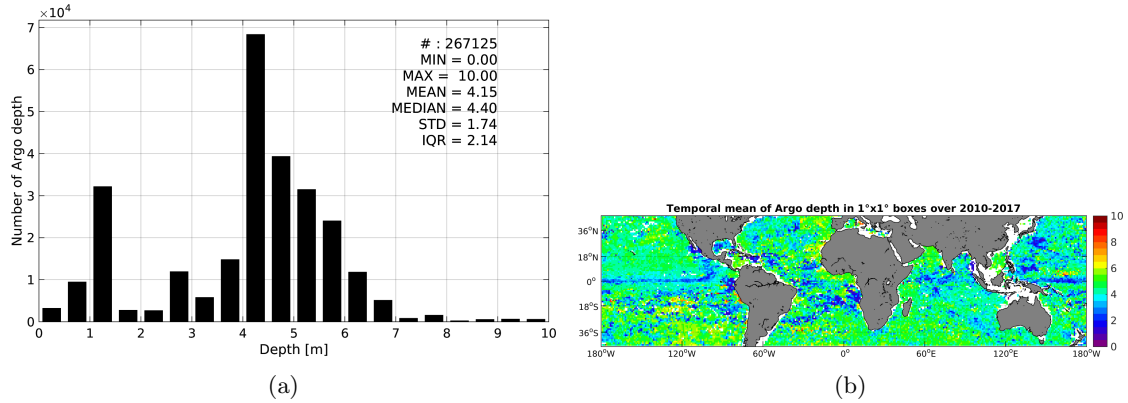 ×10⁴
7
6
5
4
3
2
1
0
Number of Argo depth
# : 267125
MIN = 0.00
MAX = 10.00
MEAN = 4.15
MEDIAN = 4.40
STD = 1.74
IQR = 2.14
0 1 2 3 4 5 6 7 8 9 10
Depth [m]
(a)
Temporal mean of Argo depth in 1°x1° boxes over 2010-2017
36°N
18°N
0°
18°S
36°S
180°W 120°W 60°W 0° 60°E 120°E 180°W
10
8
6
4
2
0
(b)